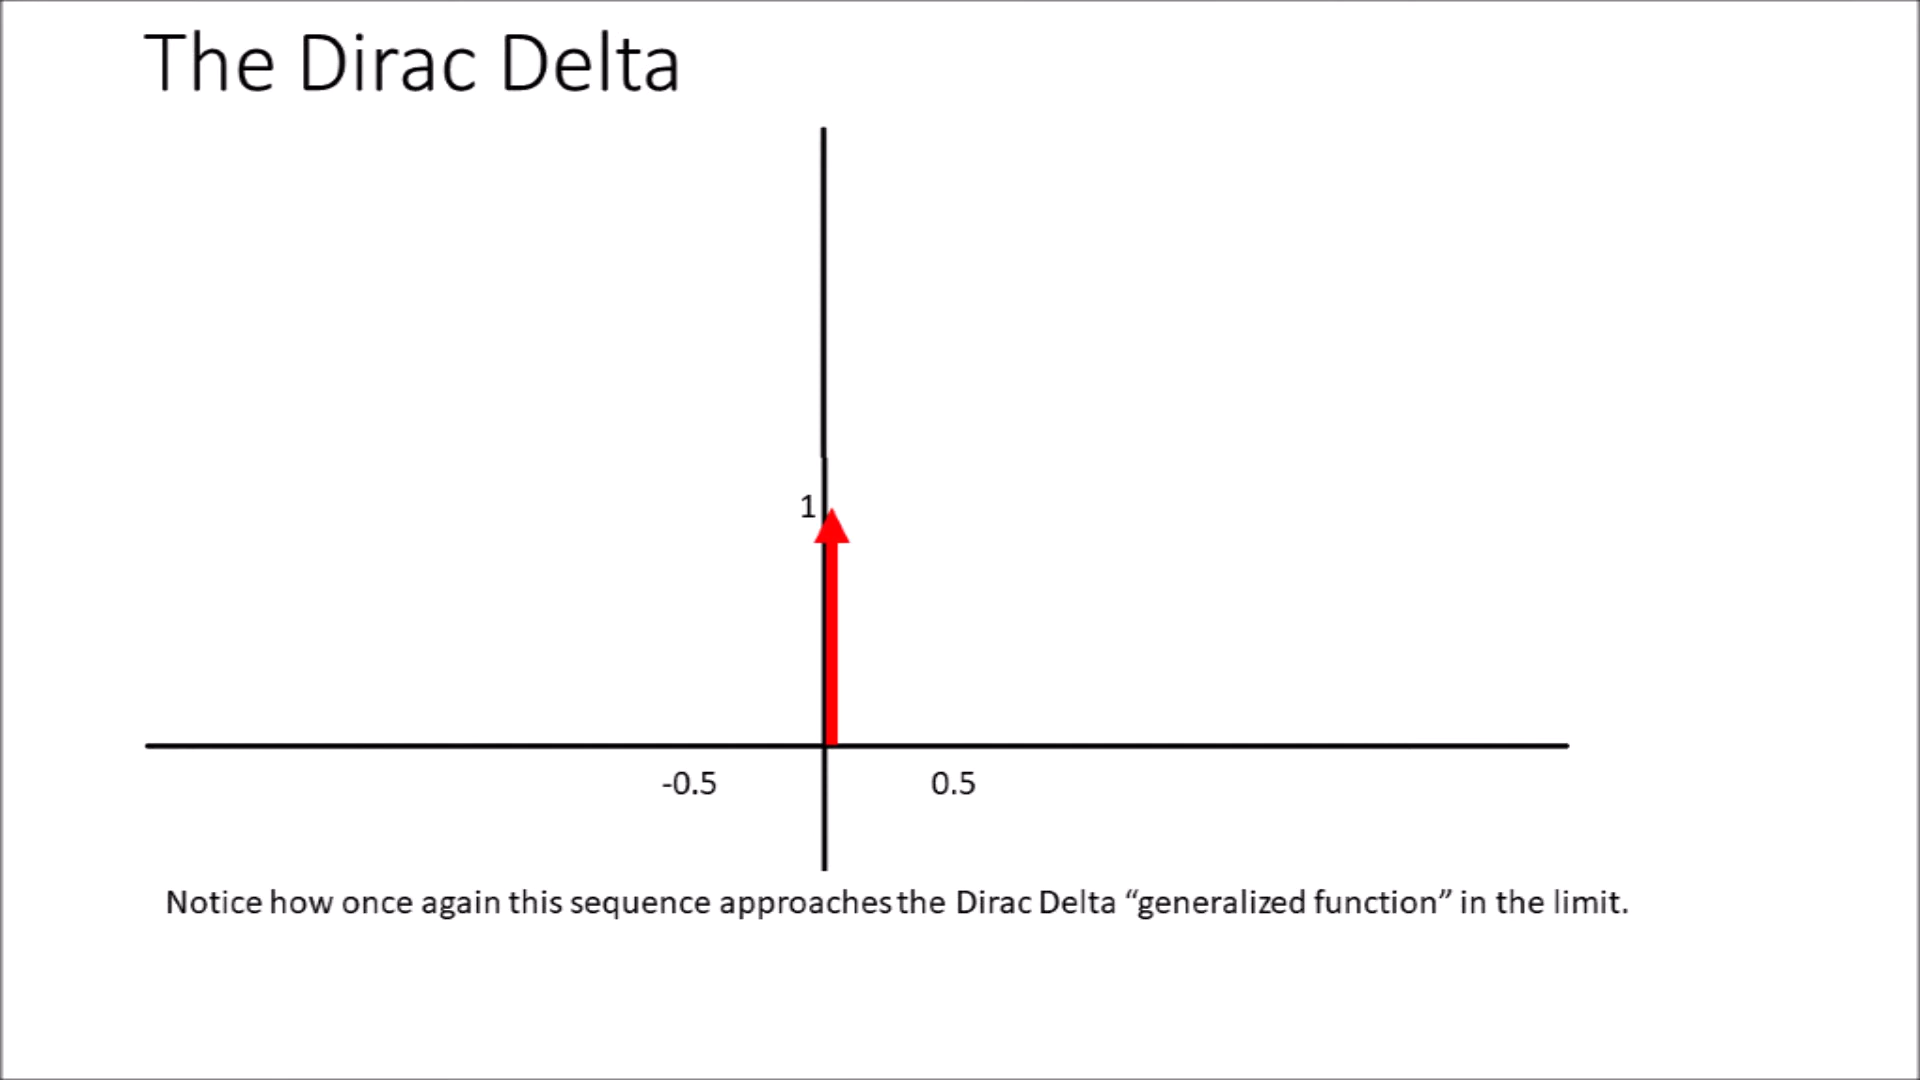 The Dirac Delta
1
-0.5
0.5
Notice how once again this sequence approaches the Dirac Delta “generalized function” in the limit.